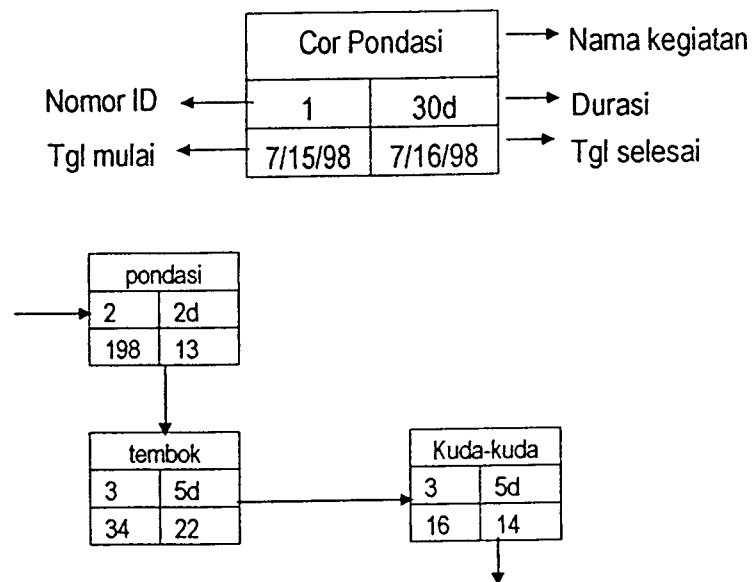 Cor Pondasi
Nama kegiatan
Nomor ID
1
30d
Durasi
Tgl mulai
7/15/98
7/16/98
Tgl selesai
pondasi
2
2d
198
13
tembok
3
5d
34
22
Kuda-kuda
3
5d
16
14